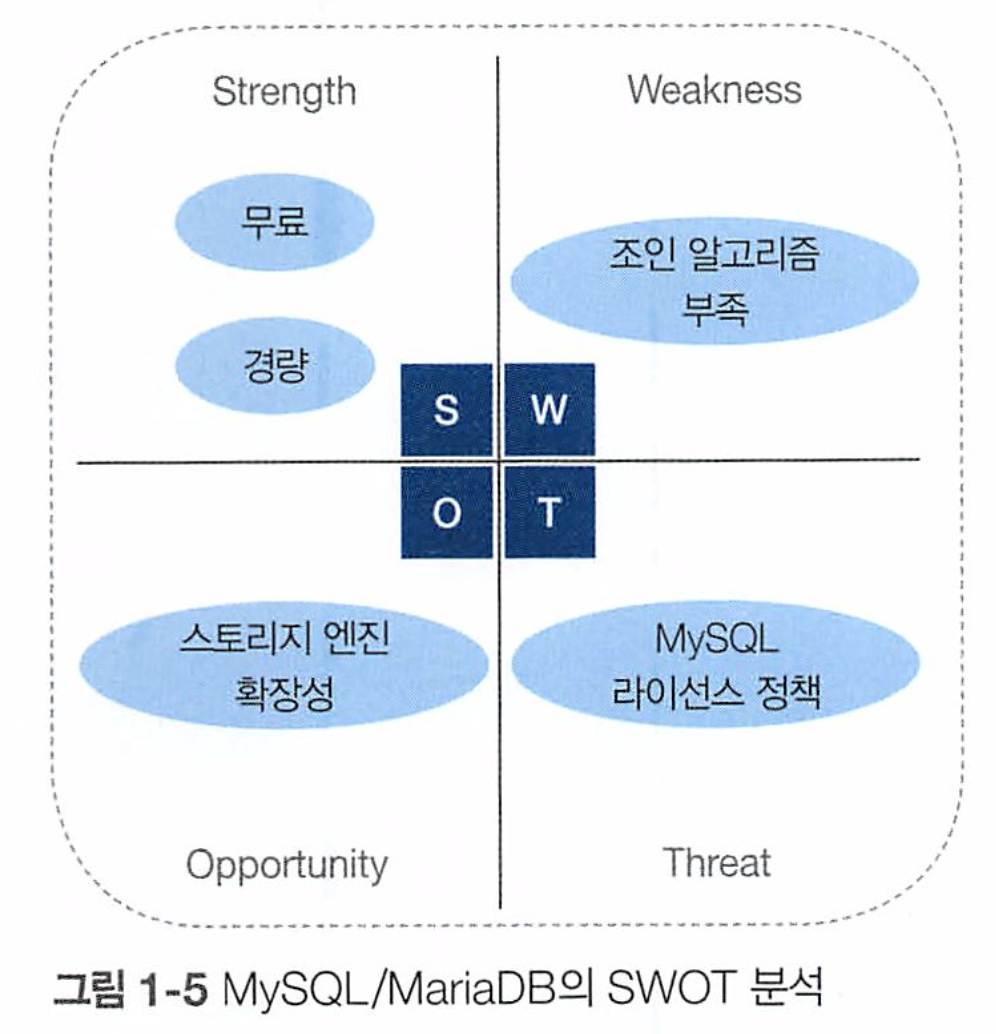 Strength
Weakness
무료
조인 알고리즘
부족
경량
S
W
O
T
스토리지 엔진
확장성
MySQL
라이선스 정책
Opportunity
Threat
그림 1-5 MySQL/MariaDB의 SWOT 분석